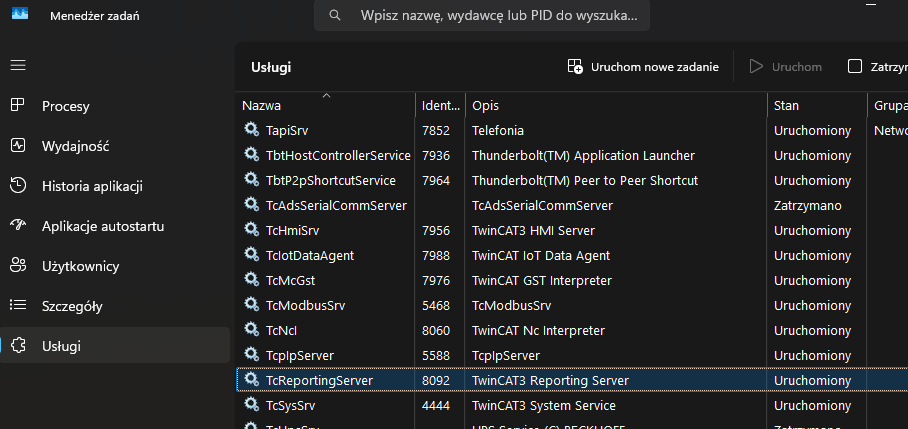 Menedżer zadań
Wpisz nazwę, wydawcę lub PID do wyszuka...
Usługi
Uruchom nowe zadanie
Uruchom
Zatrzym
Procesy
Wydajność
Historia aplikacji
Aplikacje autostartu
Użytkownicy
Szczegóły
Usługi
Nazwa Ident... Opis Stan Grupa
TapiSrv 7852 Telefonia Uruchomiony Netwo
TbtHostControllerService 7936 Thunderbolt(TM) Application Launcher Uruchomiony
TbtP2pShortcutService 7964 Thunderbolt(TM) Peer to Peer Shortcut Uruchomiony
TcAdsSerialCommServer TcAdsSerialCommServer Zatrzymano
TcHmiSrv 7956 TwinCAT3 HMI Server Uruchomiony
TcIotDataAgent 7988 TwinCAT IoT Data Agent Uruchomiony
TcMcGst 7976 TwinCAT GST Interpreter Uruchomiony
TcModbusSrv 5468 TcModbusSrv Uruchomiony
TcNcI 8060 TwinCAT Nc Interpreter Uruchomiony
TcpIpServer 5588 TcpIpServer Uruchomiony
TcReportingServer 8092 TwinCAT3 Reporting Server Uruchomiony
TcSysSrv 4444 TwinCAT3 System Service Uruchomiony